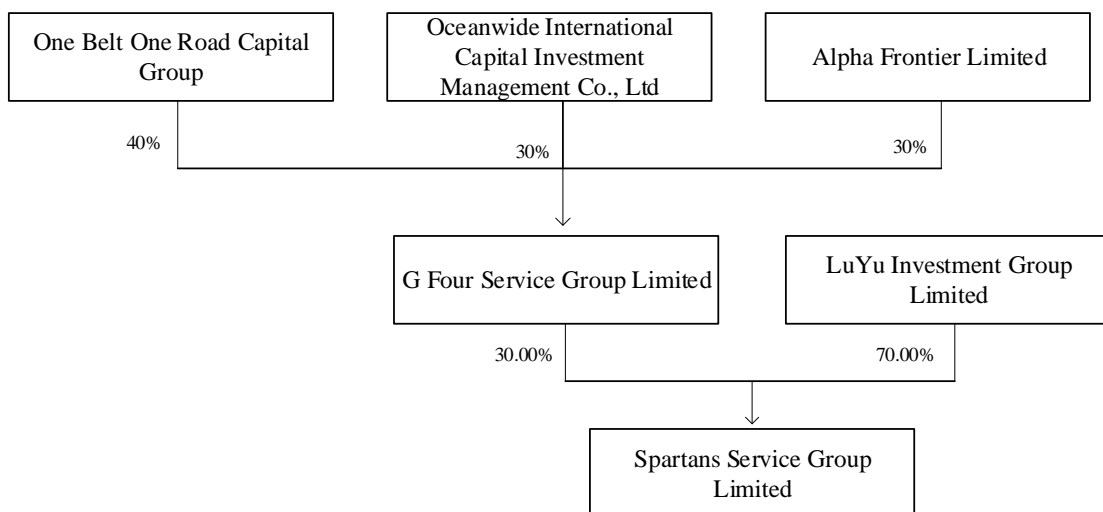 One Belt One Road Capital
Group
Oceanwide International
Capital Investment
Management Co., Ltd
Alpha Frontier Limited
40%
30%
30%
G Four Service Group Limited
LuYu Investment Group
Limited
30.00%
70.00%
Spartans Service Group
Limited